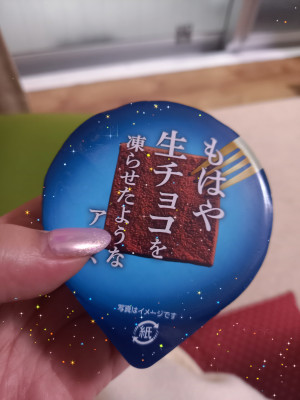 もはや
生チョコを
凍らせたような
ア
写真はイメージです
紙